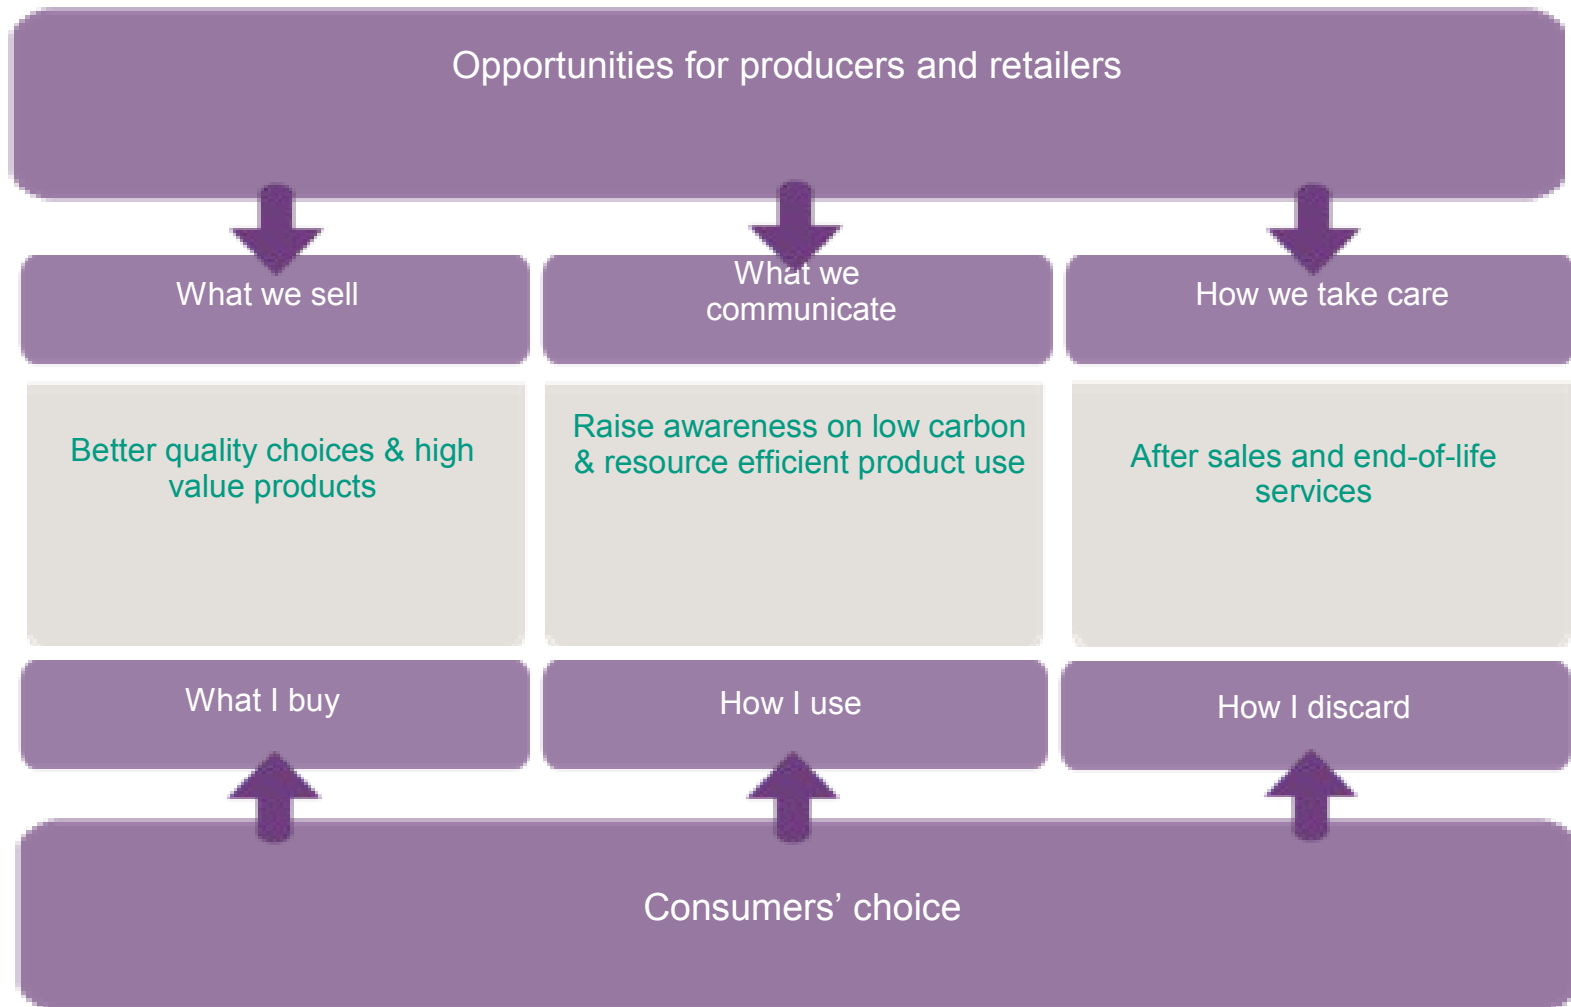 Opportunities for producers and retailers
What we sell
What we
communicate
How we take care
Better quality choices & high
value products
Raise awareness on low carbon
& resource efficient product use
After sales and end-of-life
services
What I buy
How I use
How I discard
Consumers’ choice